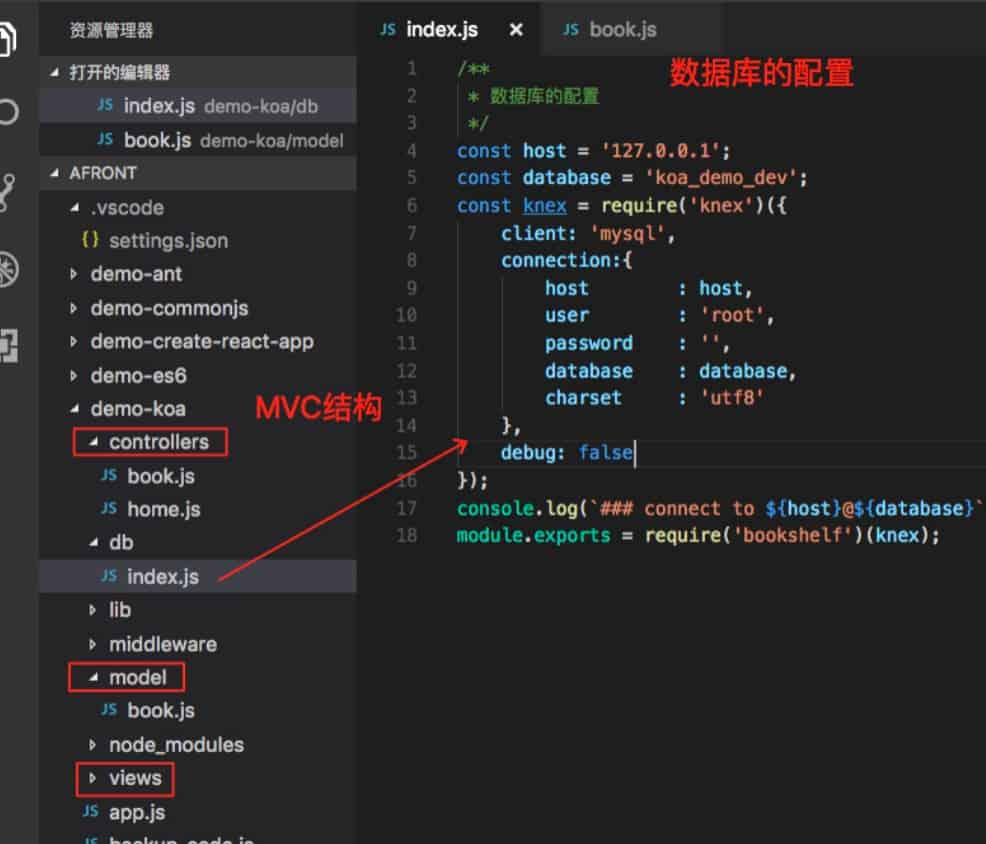 资源管理器
打开的编辑器
JS index.js demo-koa/db
JS book.js demo-koa/model
AFRONT
.vscode
{} settings.json
demo-ant
demo-commonjs
demo-create-react-app
demo-es6
demo-koa
controllers
JS book.js
JS home.js
db
JS index.js
lib
middleware
model
JS book.js
node_modules
views
JS app.js
MVC结构
JS index.js ×
JS book.js
数据库的配置
1 /**
2 * 数据库的配置
3 */
4 const host = '127.0.0.1';
5 const database = 'koa_demo_dev';
6 const knex = require('knex')({
7 client: 'mysql',
8 connection:{
9 host : host,
10 user : 'root',
11 password : '',
12 database : database,
13 charset : 'utf8'
14 },
15 debug: false
16 });
17 console.log(`### connect to ${host}@${database}`
18 module.exports = require('bookshelf')(knex);